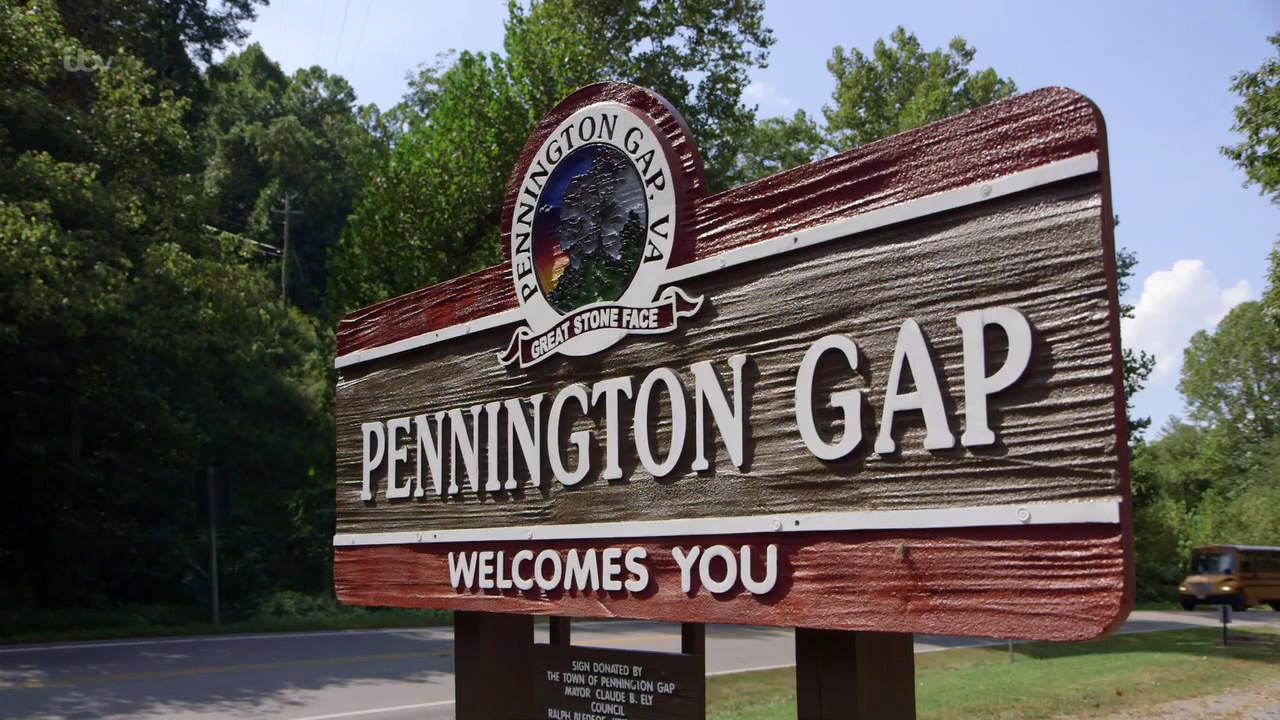 itv
PENNINGTON GAP, VA
GREAT STONE FACE
PENNINGTON GAP
WELCOMES YOU
SIGN DONATED BY
THE TOWN OF PENNINGTON GAP
MAYOR CLAUDE B. ELY
COUNCIL
RALPH